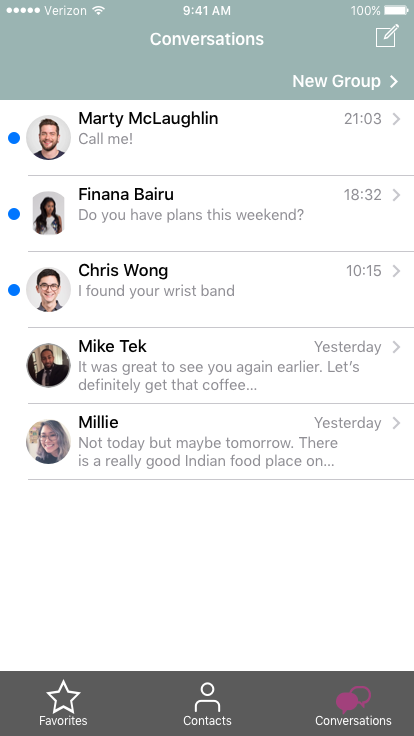 Verizon 9:41 AM 100%
Conversations
New Group
Marty McLaughlin 21:03
Call me!
Finana Bairu 18:32
Do you have plans this weekend?
Chris Wong 10:15
I found your wrist band
Mike Tek Yesterday
It was great to see you again earlier. Let’s
definitely get that coffee...
Millie Yesterday
Not today but maybe tomorrow. There
is a really good Indian food place on...
Favorites Contacts Conversations